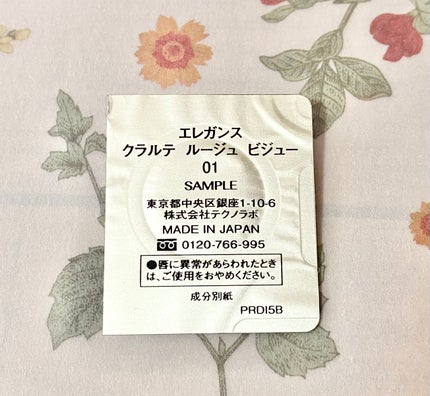 エレガンス
クラルテ ルージュ ビジュー
01
SAMPLE
東京都中央区銀座1-10-6
株式会社テクノラボ
MADE IN JAPAN
0120-766-995
●唇に異常があらわれたとき
は、ご使用をおやめください。
成分別紙
PRDI5B